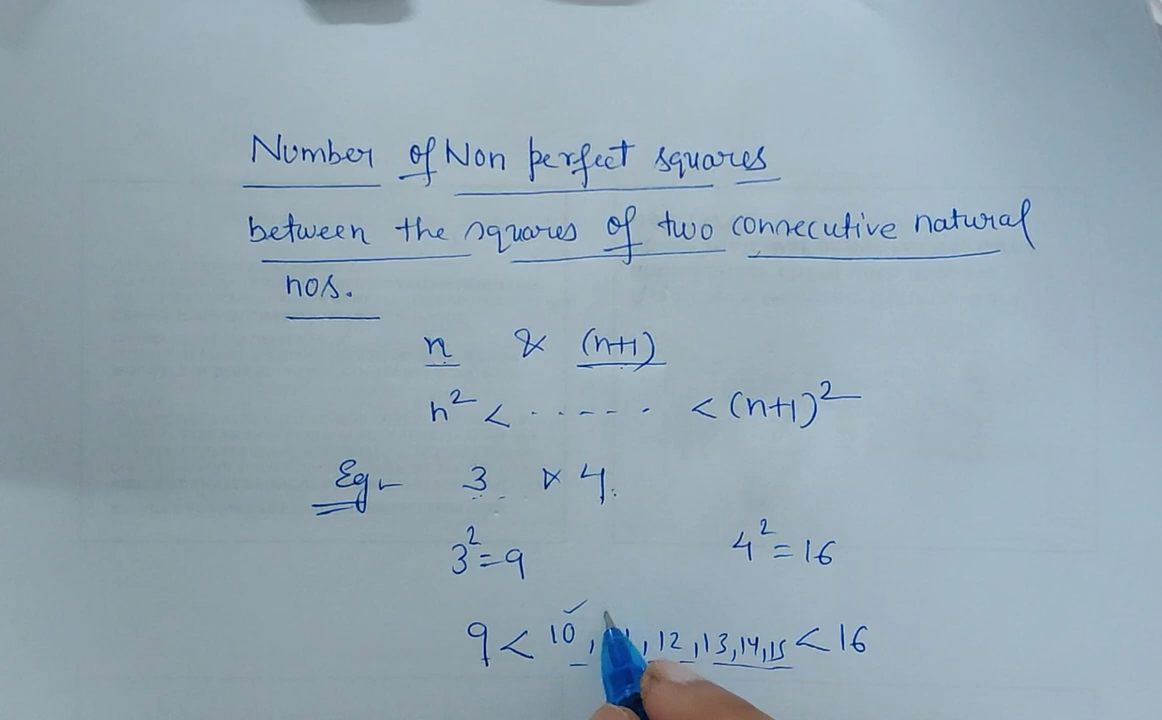 Number of Non perfect squares
between the squares of two consecutive natural
nos.
n & (n+1)
n² < ------ < (n+1)²
Eg:- 3 & 4.
3²=9 4²=16
9 < 10, , 12, 13, 14, 15 < 16